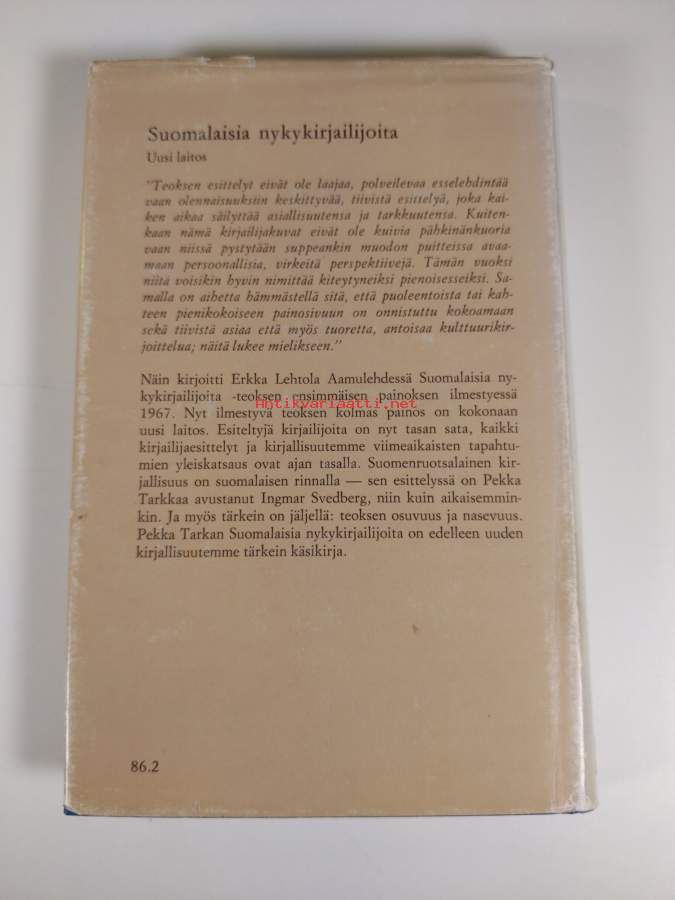 Suomalaisia nykykirjailijoita
Uusi laitos
"Teoksen esittelyt eivät ole laajaa, polveilevaa esselehdintää
vaan olennaisuuksiin keskittyvää, tiivistä esittelyä, joka kai-
ken aikaa säilyttää asiallisuutensa ja tarkkuutensa. Kuiten-
kaan nämä kirjailijakuvat eivät ole kuivia pähkinänkuoria
vaan niissä pystytään suppeankin muodon puitteissa avaa-
maan persoonallisia, virkeitä perspektiivejä. Tämän vuoksi
niitä voisikin hyvin nimittää kiteytyneiksi pienoisesseiksi. Sa-
malla on aihetta hämmästellä sitä, että puoleentoista tai kah-
teen pienikokoiseen painosivuun on onnistuttu kokoamaan
sekä tiivistä asiaa että myös tuoretta, antoisaa kulttuurikir-
joittelua; näitä lukee mielikseen."
Näin kirjoitti Erkka Lehtola Aamulehdessä Suomalaisia ny-
kykirjailijoita -teoksen ensimmäisen painoksen ilmestyessä
Antikvariaatti.net
1967. Nyt ilmestyvä teoksen kolmas painos on kokonaan
uusi laitos. Esiteltyjä kirjailijoita on nyt tasan sata, kaikki
kirjailijaesittelyt ja kirjallisuutemme viimeaikaisten tapahtu-
mien yleiskatsaus ovat ajan tasalla. Suomenruotsalainen kir-
jallisuus on suomalaisen rinnalla — sen esittelyssä on Pekka
Tarkkaa avustanut Ingmar Svedberg, niin kuin aikaisemmin-
kin. Ja myös tärkein on jäljellä: teoksen osuvuus ja nasevuus.
Pekka Tarkan Suomalaisia nykykirjailijoita on edelleen uuden
kirjallisuutemme tärkein käsikirja.
86.2